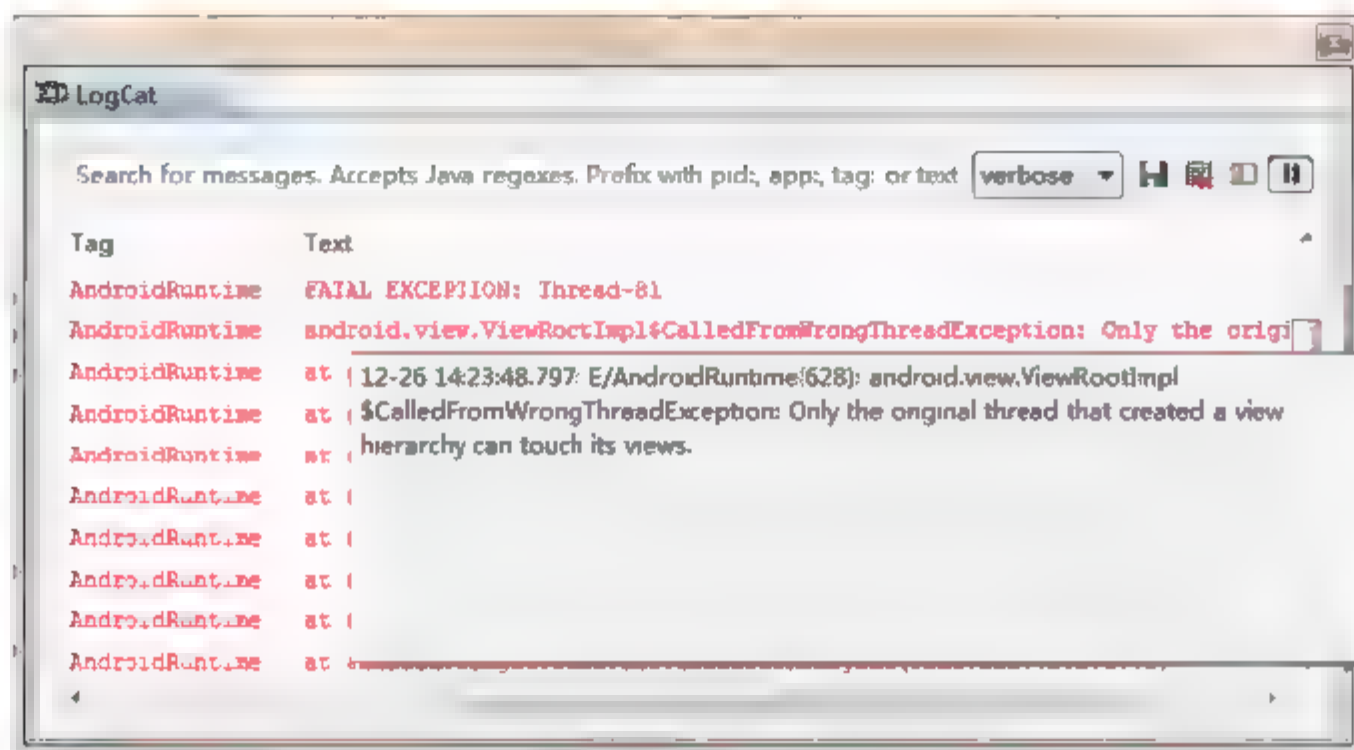 LogCat
Search for messages. Accepts Java regexes. Prefix with pid:, app:, tag: or text verbose
Tag Text
AndroidRuntime FATAL EXCEPTION: Thread-81
AndroidRuntime android.view.ViewRootImpl$CalledFromWrongThreadException: Only the origi
AndroidRuntime at
12-26 14:23:48.797: E/AndroidRuntime(628): android.view.ViewRootImpl
AndroidRuntime at
$CalledFromWrongThreadException: Only the original thread that created a view
AndroidRuntime at
hierarchy can touch its views.
AndroidRuntime at
AndroidRuntime at
AndroidRuntime at
AndroidRuntime at
AndroidRuntime at